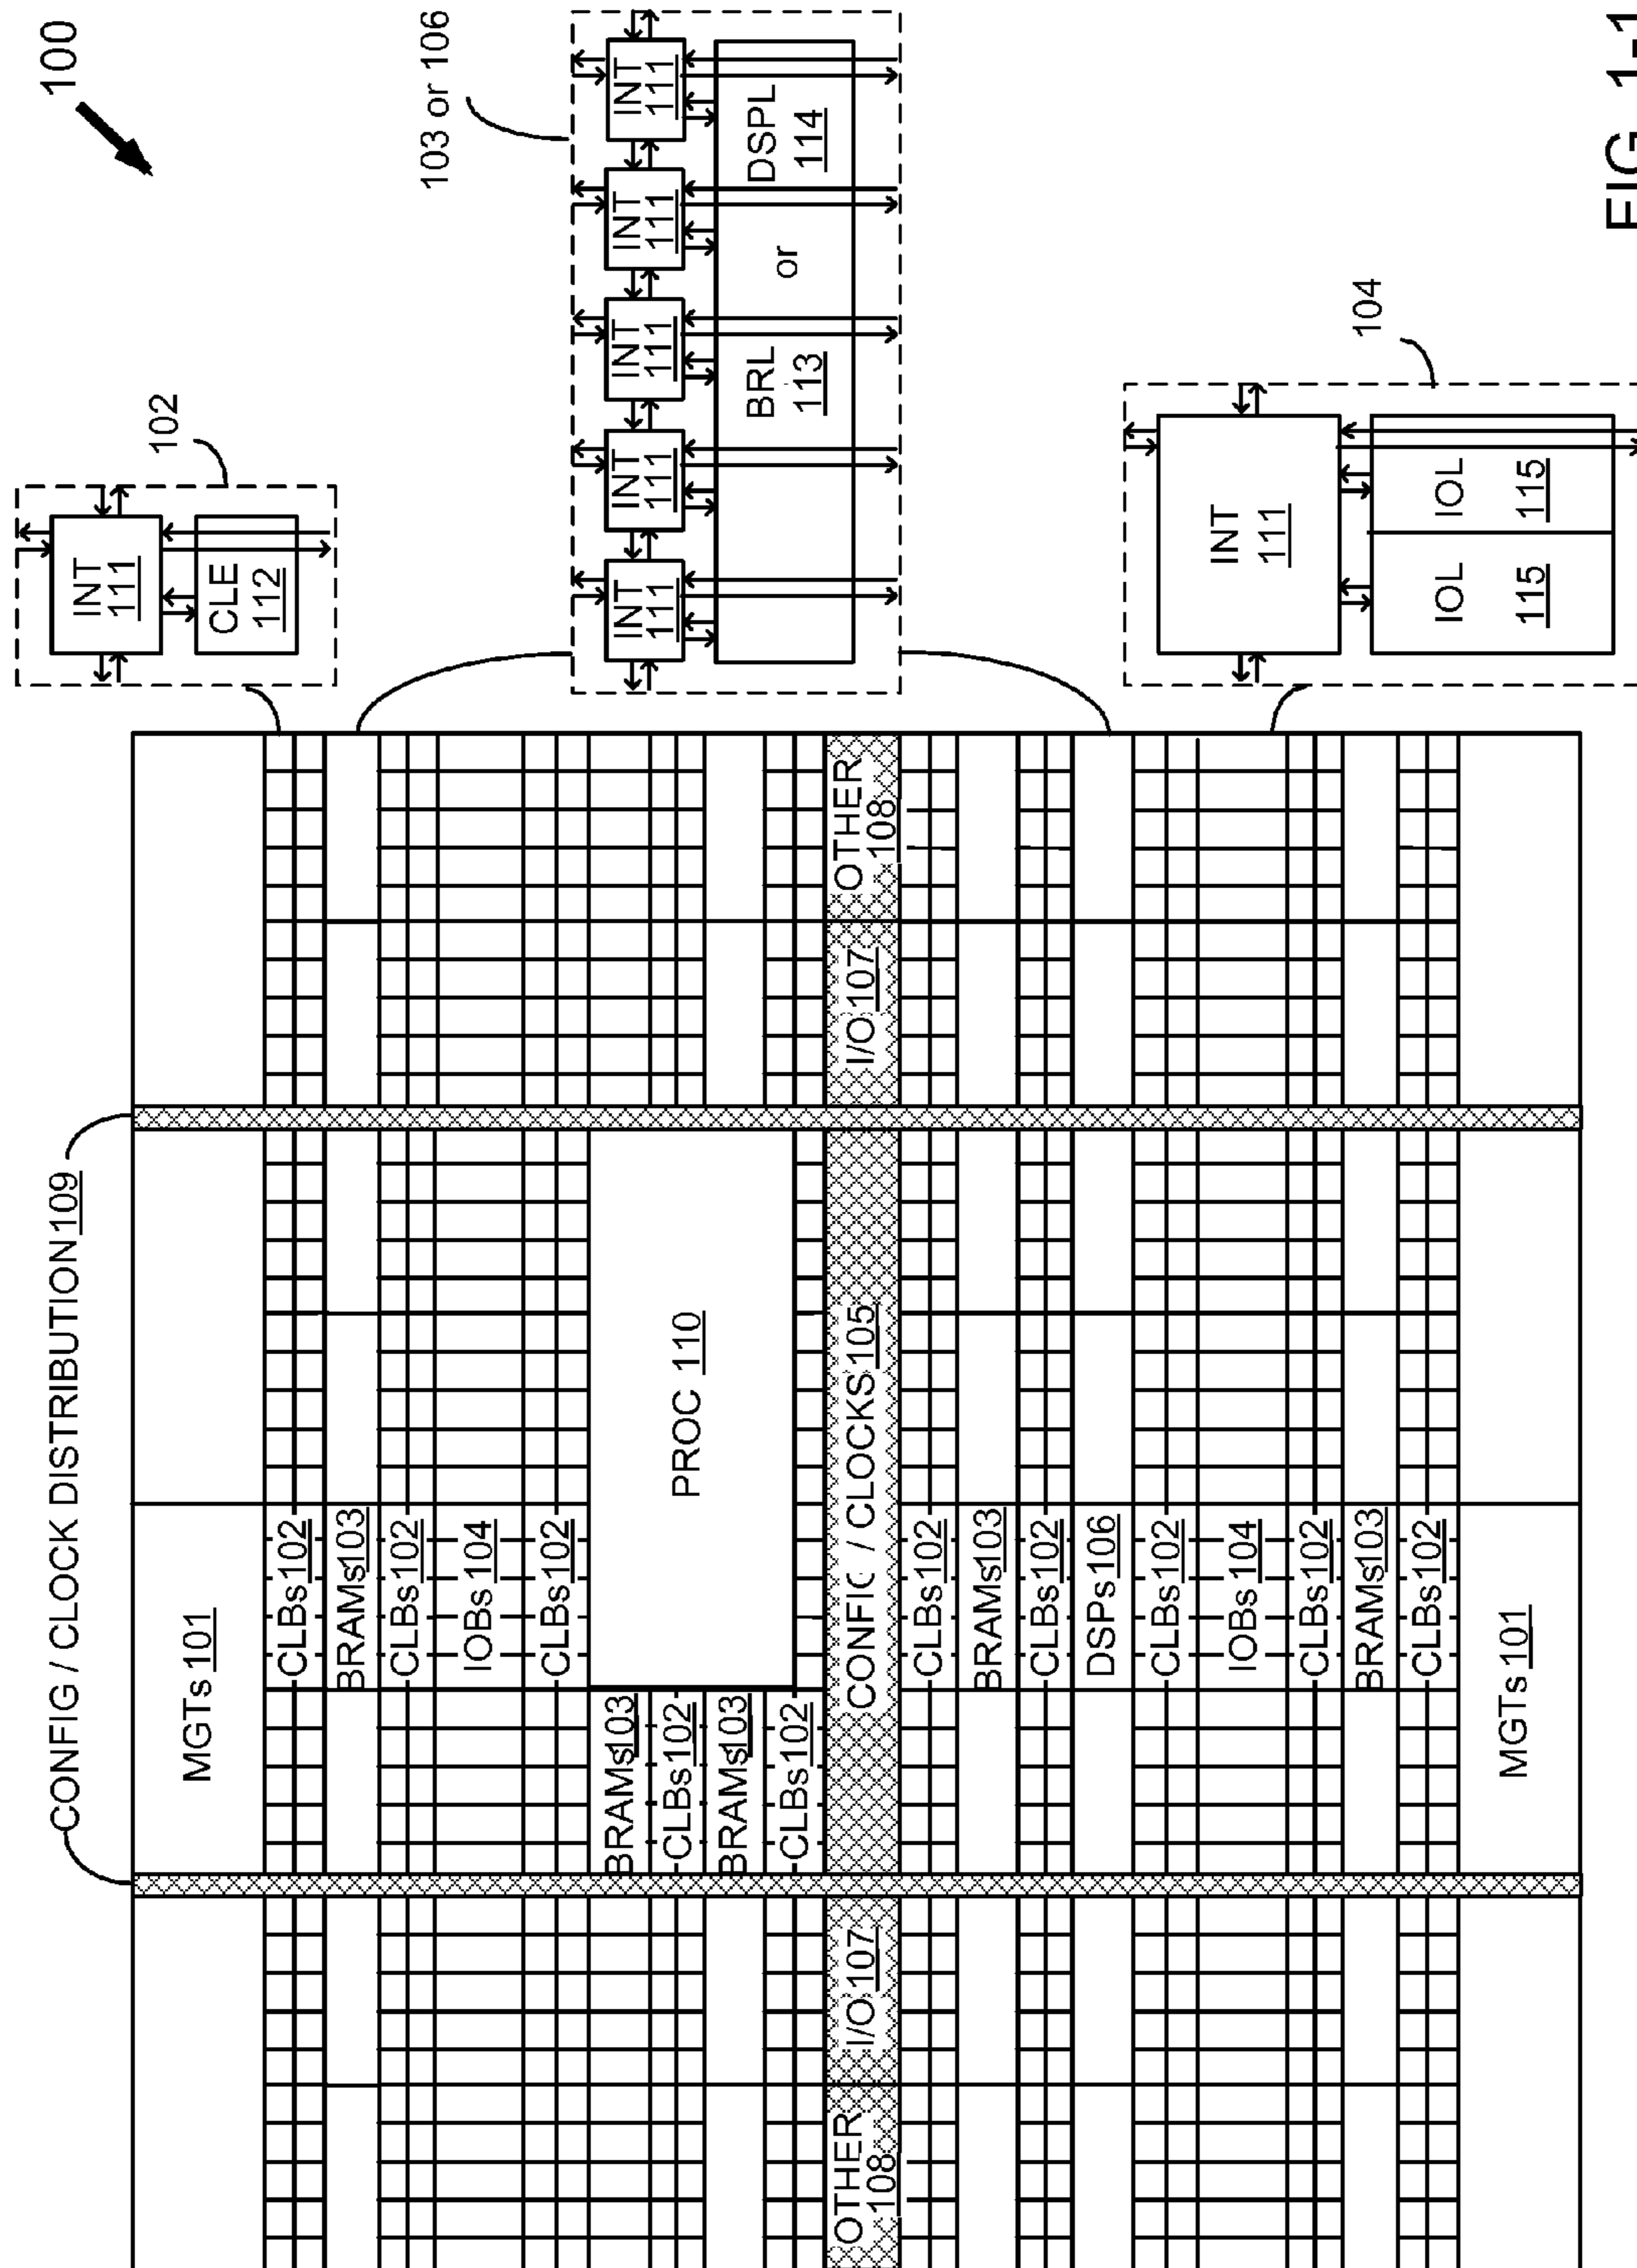 100
CONFIG / CLOCK DISTRIBUTION 109
MGTs 101
CLBs 102
BRAMs 103
CLBs 102
IOBs 104
CLBs 102
BRAMs 103
CLBs 102
BRAMs 103
CLBs 102
PROC 110
OTHER
108
I/O 107
CONFIG / CLOCKS 105
I/O 107
OTHER
108
CLBs 102
BRAMs 103
CLBs 102
DSPs 106
CLBs 102
IOBs 104
CLBs 102
BRAMs 103
CLBs 102
MGTs 101
102
INT
111
CLE
112
103 or 106
INT
111
INT
111
INT
111
INT
111
INT
111
BRL
113
or
DSPL
114
104
INT
111
IOL
115
IOL
115
FIG 1-1